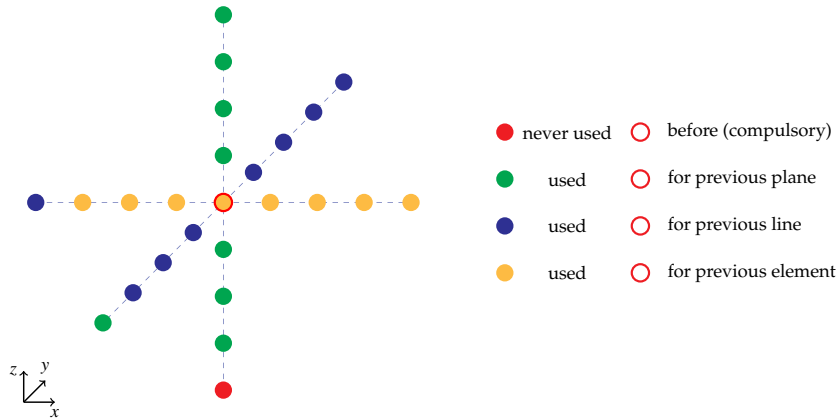 never used before (compulsory)
used for previous plane
used for previous line
used for previous element
z
y
x